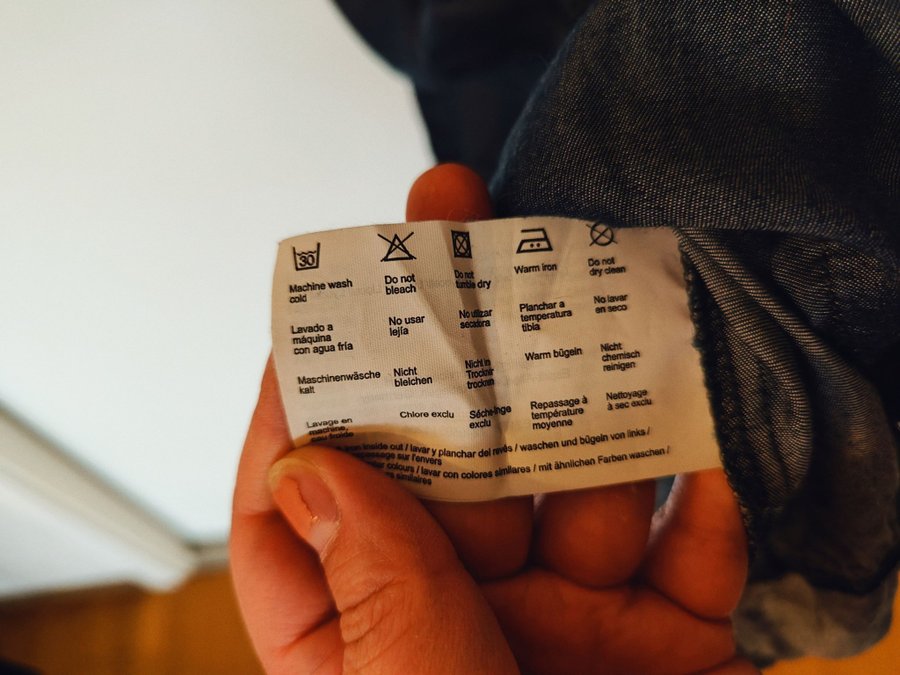 30
Machine wash
cold
Do not
bleach
Do not
tumble dry
Warm iron
Do not
dry clean
Lavado a
máquina
con agua fría
No usar
lejía
No utilizar
secadora
Planchar a
temperatura
tibia
No lavar
en seco
Maschinenwäsche
kalt
Nicht
bleichen
Nicht in
Warm bügeln
Nicht
chemisch
reinigen
Lavage en
machine,
eau froide
Chlore exclu
exclu
Repassage à
température
moyenne
Nettoyage
à sec exclu
iron inside out / lavar y planchar del revés / waschen und bügeln von links /
repassage sur l'envers
colours / lavar con colores similares / mit ähnlichen Farben waschen /
similaires